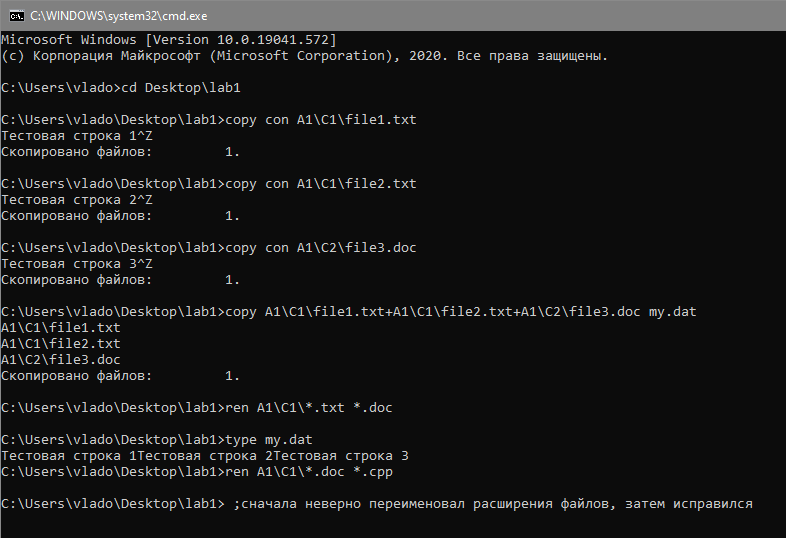 C:\WINDOWS\system32\cmd.exe
Microsoft Windows [Version 10.0.19041.572]
(c) Корпорация Майкрософт (Microsoft Corporation), 2020. Все права защищены.
C:\Users\vlado>cd Desktop\lab1
C:\Users\vlado\Desktop\lab1>copy con A1\C1\file1.txt
Тестовая строка 1^Z
Скопировано файлов:         1.
C:\Users\vlado\Desktop\lab1>copy con A1\C1\file2.txt
Тестовая строка 2^Z
Скопировано файлов:         1.
C:\Users\vlado\Desktop\lab1>copy con A1\C2\file3.doc
Тестовая строка 3^Z
Скопировано файлов:         1.
C:\Users\vlado\Desktop\lab1>copy A1\C1\file1.txt+A1\C1\file2.txt+A1\C2\file3.doc my.dat
A1\C1\file1.txt
A1\C1\file2.txt
A1\C2\file3.doc
Скопировано файлов:         1.
C:\Users\vlado\Desktop\lab1>ren A1\C1\*.txt *.doc
C:\Users\vlado\Desktop\lab1>type my.dat
Тестовая строка 1Тестовая строка 2Тестовая строка 3
C:\Users\vlado\Desktop\lab1>ren A1\C1\*.doc *.cpp
C:\Users\vlado\Desktop\lab1> ;сначала неверно переименовал расширения файлов, затем исправился